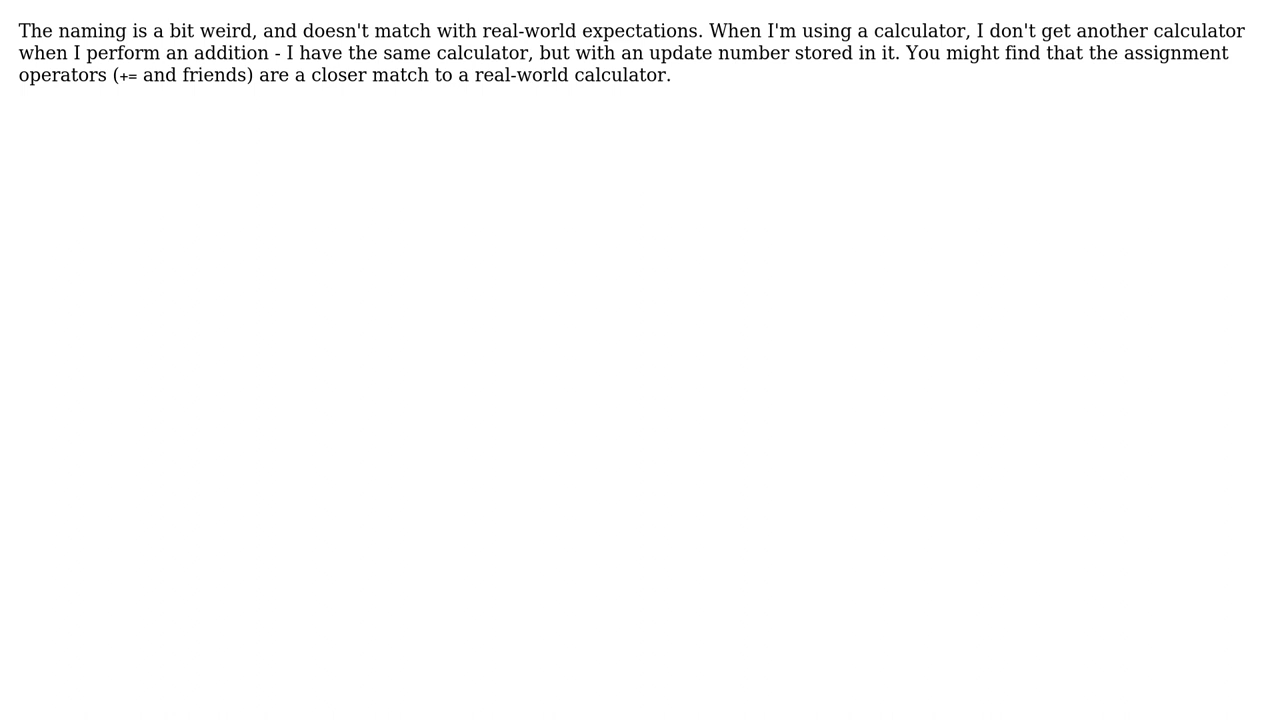 The naming is a bit weird, and doesn't match with real-world expectations. When I'm using a calculator, I don't get another calculator
when I perform an addition - I have the same calculator, but with an update number stored in it. You might find that the assignment
operators (+= and friends) are a closer match to a real-world calculator.